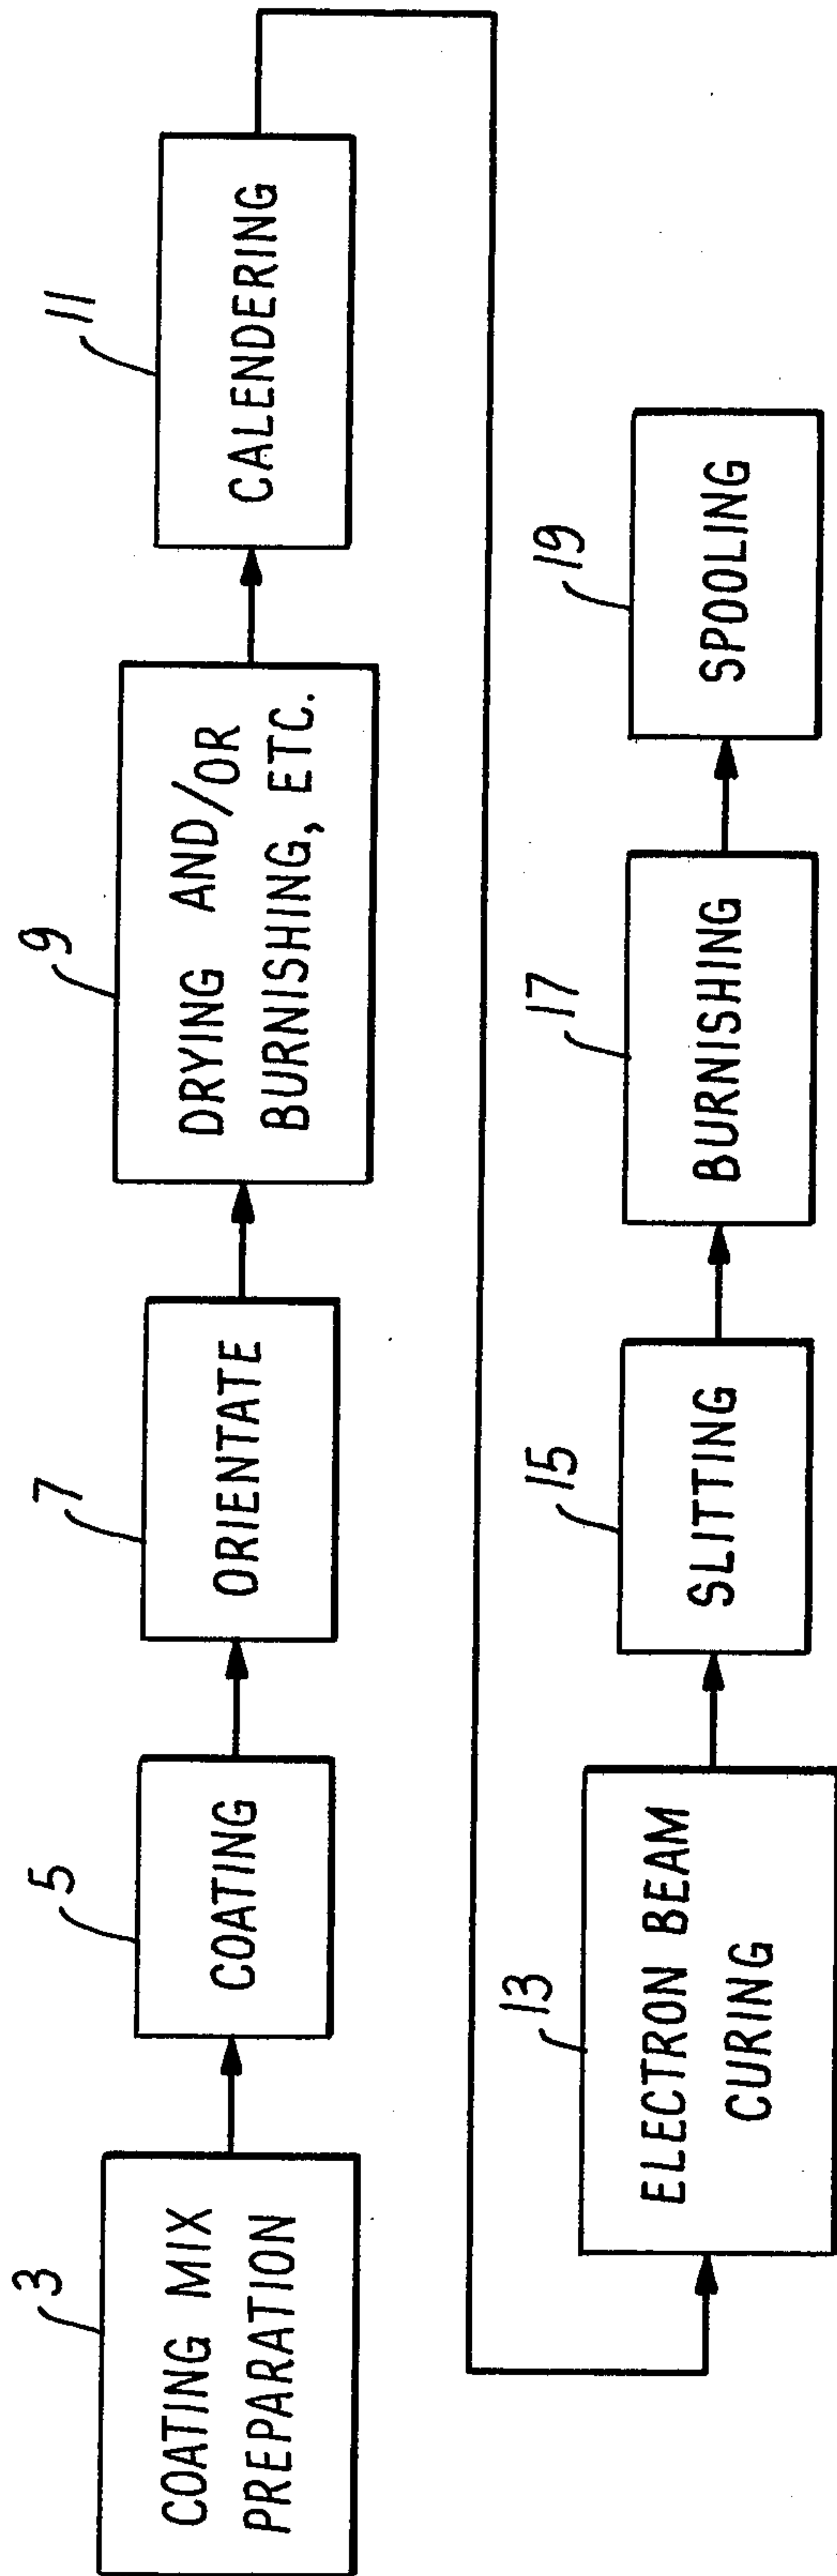 3
COATING MIX
PREPARATION
5
COATING
7
ORIENTATE
9
DRYING AND/OR
BURNISHING, ETC.
11
CALENDERING
13
ELECTRON BEAM
CURING
15
SLITTING
17
BURNISHING
19
SPOOLING